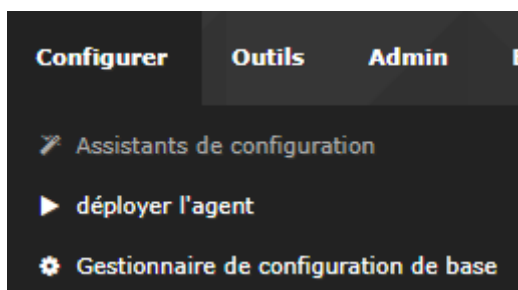 Configurer Outils Admin
Assistants de configuration
déployer l'agent
Gestionnaire de configuration de base